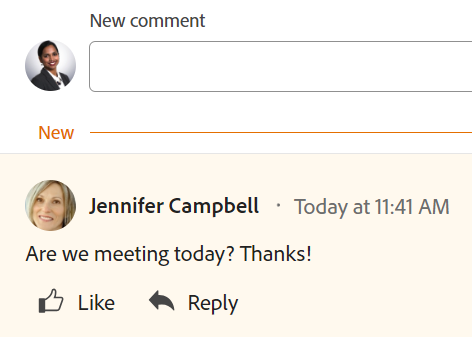 New comment
New
Jennifer Campbell · Today at 11:41 AM
Are we meeting today? Thanks!
Like Reply